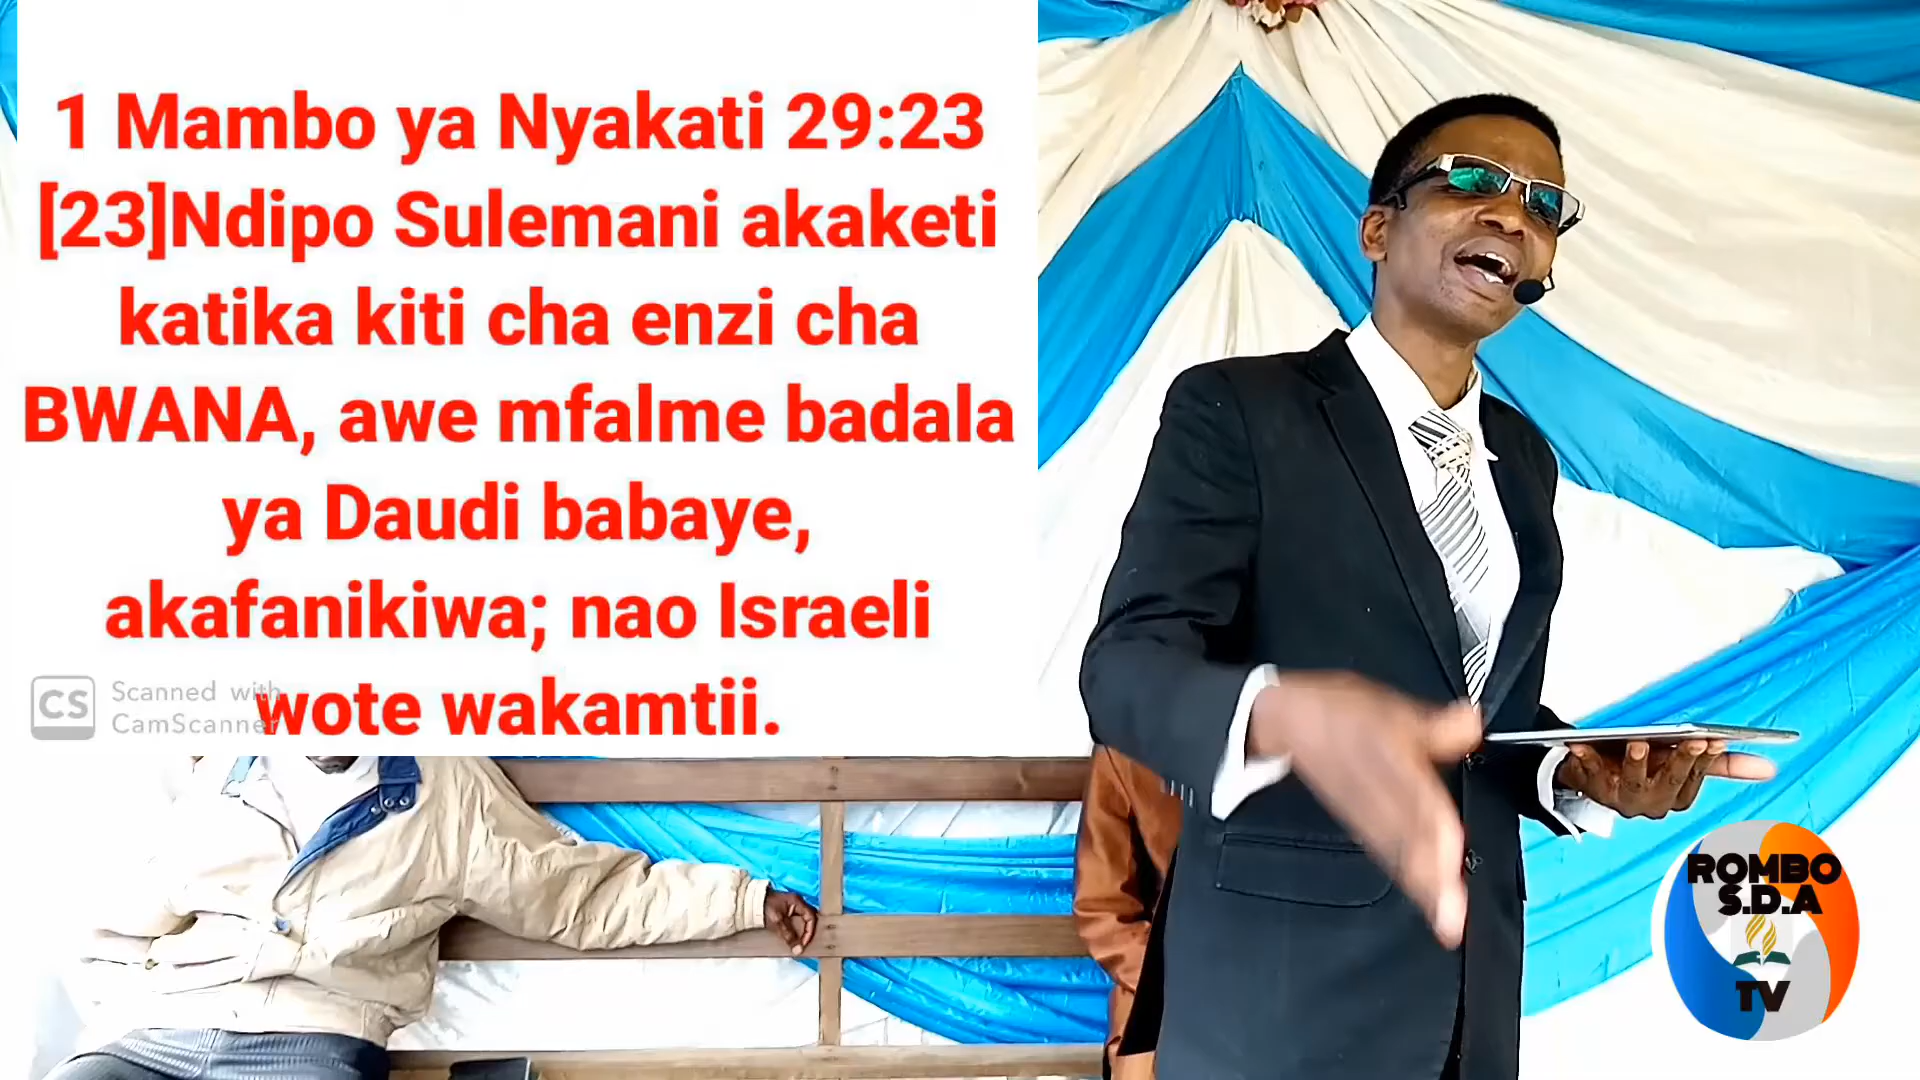 1 Mambo ya Nyakati 29:23
[23]Ndipo Sulemani akaketi
katika kiti cha enzi cha
BWANA, awe mfalme badala
ya Daudi babaye,
akafanikiwa; nao Israeli
wote wakamtii.
CS Scanned with
CamScanner
ROMBO
S.D.A
TV